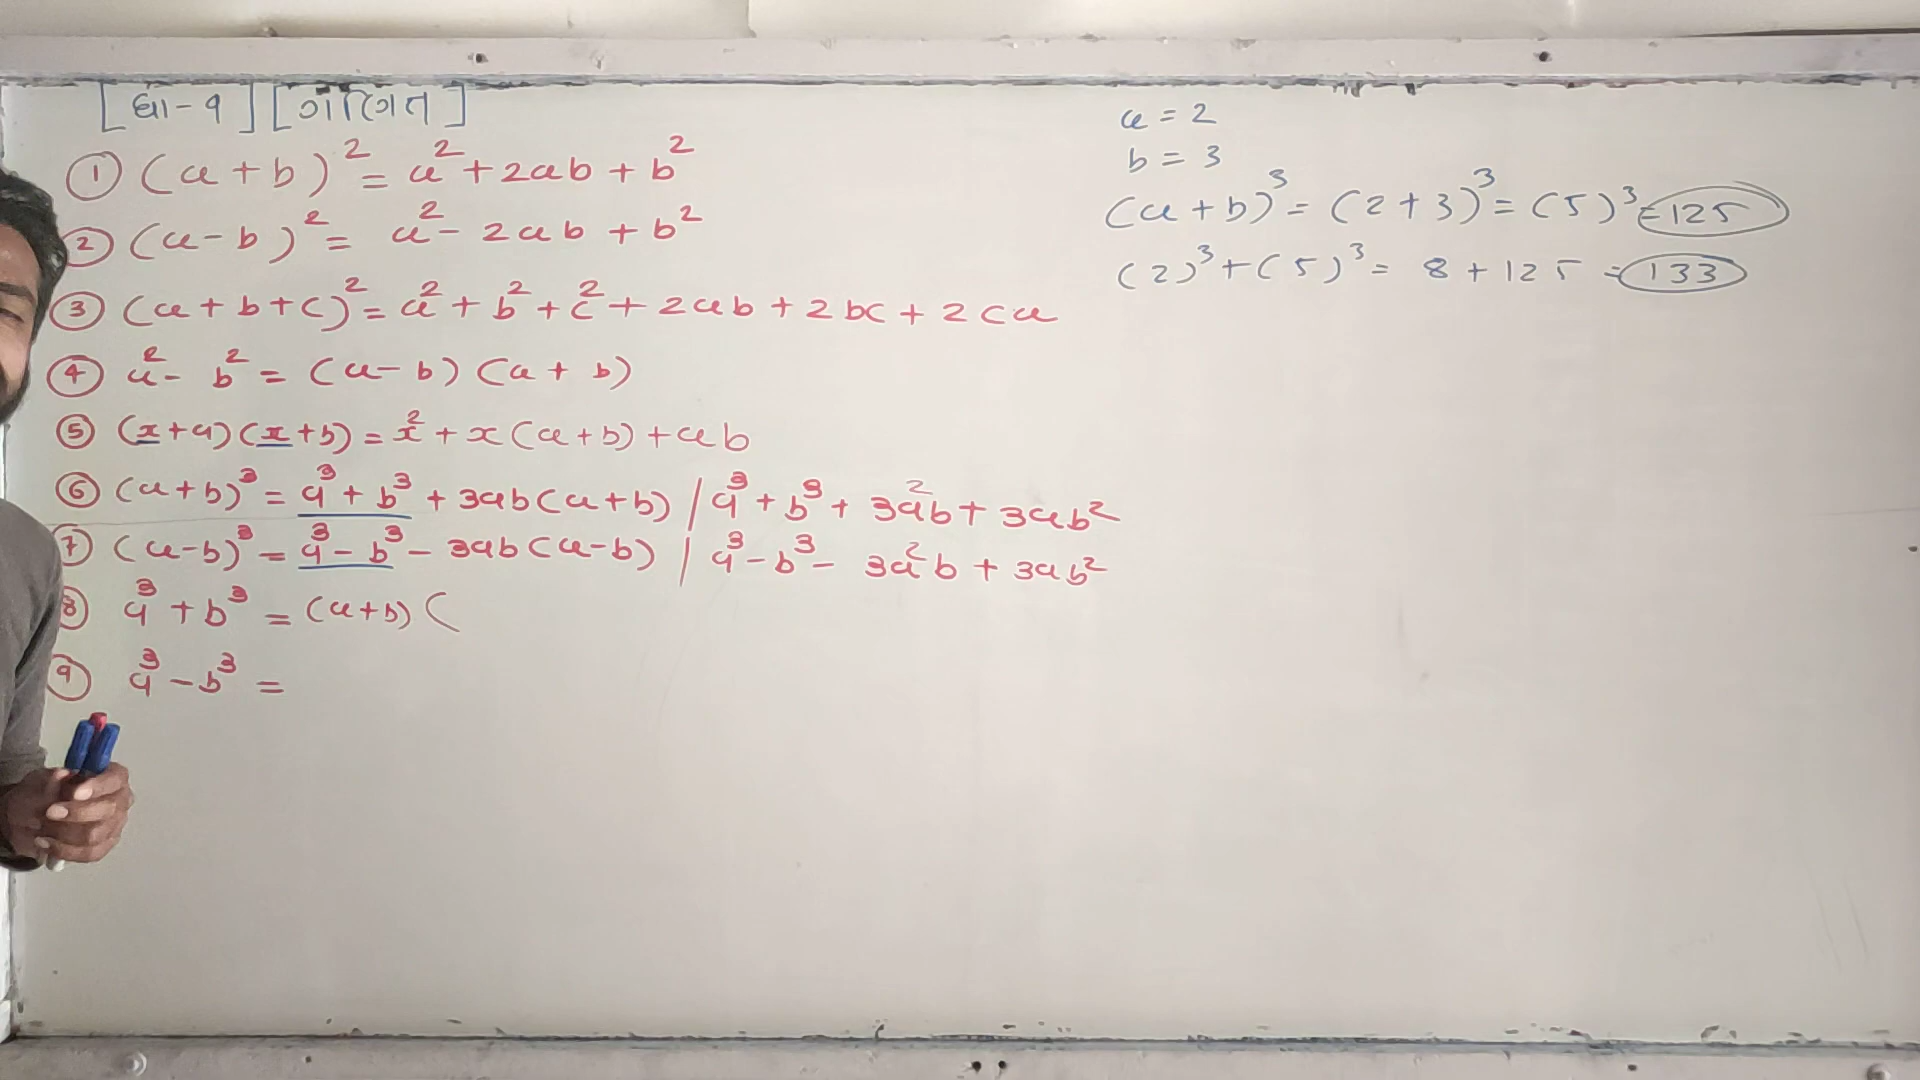 [ધો-9] [ગણિત]
① (a+b)² = a²+2ab+b²
② (a-b)² = a²-2ab+b²
③ (a+b+c)² = a²+b²+c²+2ab+2bc+2ca
④ a²-b² = (a-b)(a+b)
⑤ (x+a)(x+b) = x²+x(a+b)+ab
⑥ (a+b)³ = a³+b³+3ab(a+b) / a³+b³+3a²b+3ab²
⑦ (a-b)³ = a³-b³-3ab(a-b) / a³-b³-3a²b+3ab²
⑧ a³+b³ = (a+b)(
⑨ a³-b³ =
a = 2
b = 3
(a+b)³ = (2+3)³ = (5)³ = 125
(2)³+(5)³ = 8+125 = 133